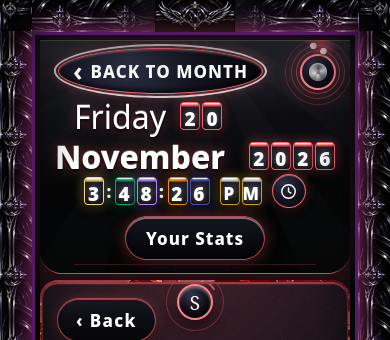 ‹ BACK TO MONTH
Friday 20
November 2026
3:48:26 PM
Your Stats
S
‹ Back